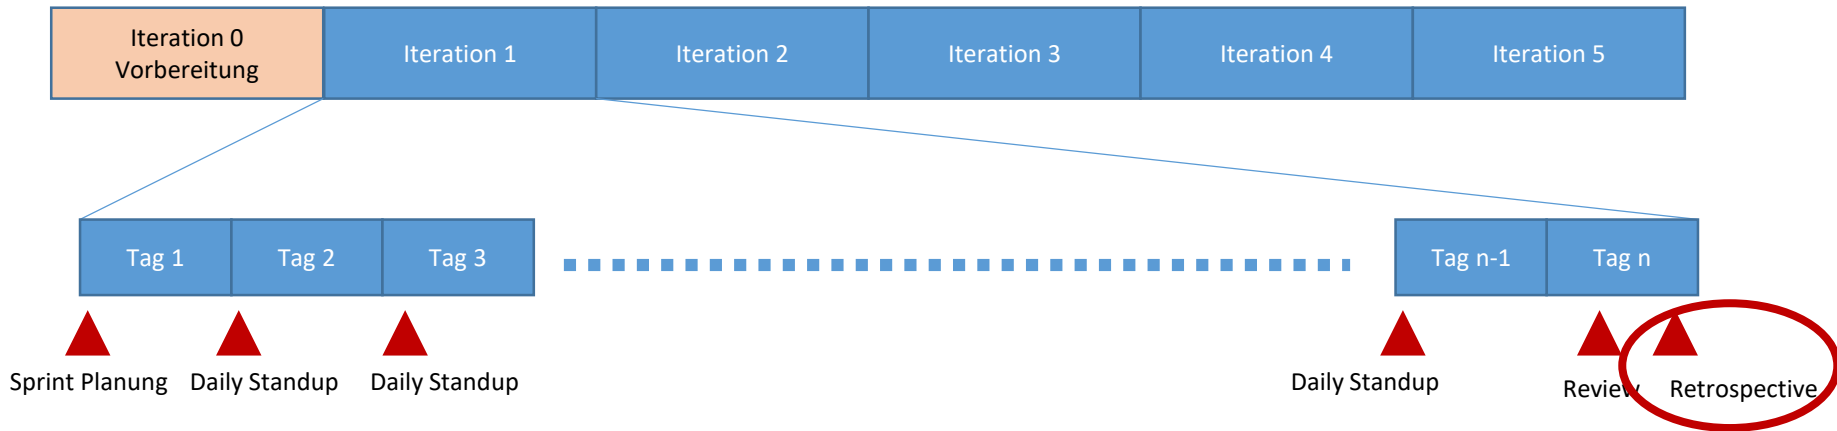 Iteration 0
Vorbereitung
Iteration 1
Iteration 2
Iteration 3
Iteration 4
Iteration 5
Tag 1
Tag 2
Tag 3
Tag n-1
Tag n
Sprint Planung
Daily Standup
Daily Standup
Daily Standup
Review
Retrospective